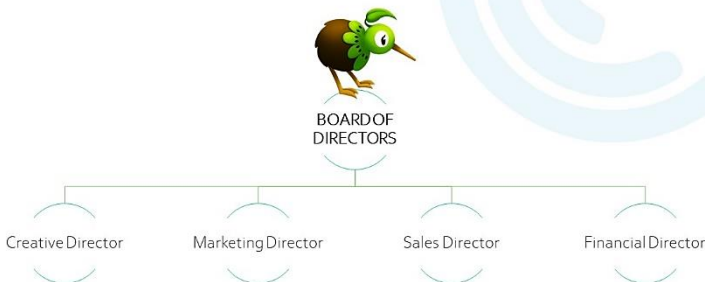 BOARD OF
DIRECTORS
Creative Director
Marketing Director
Sales Director
Financial Director